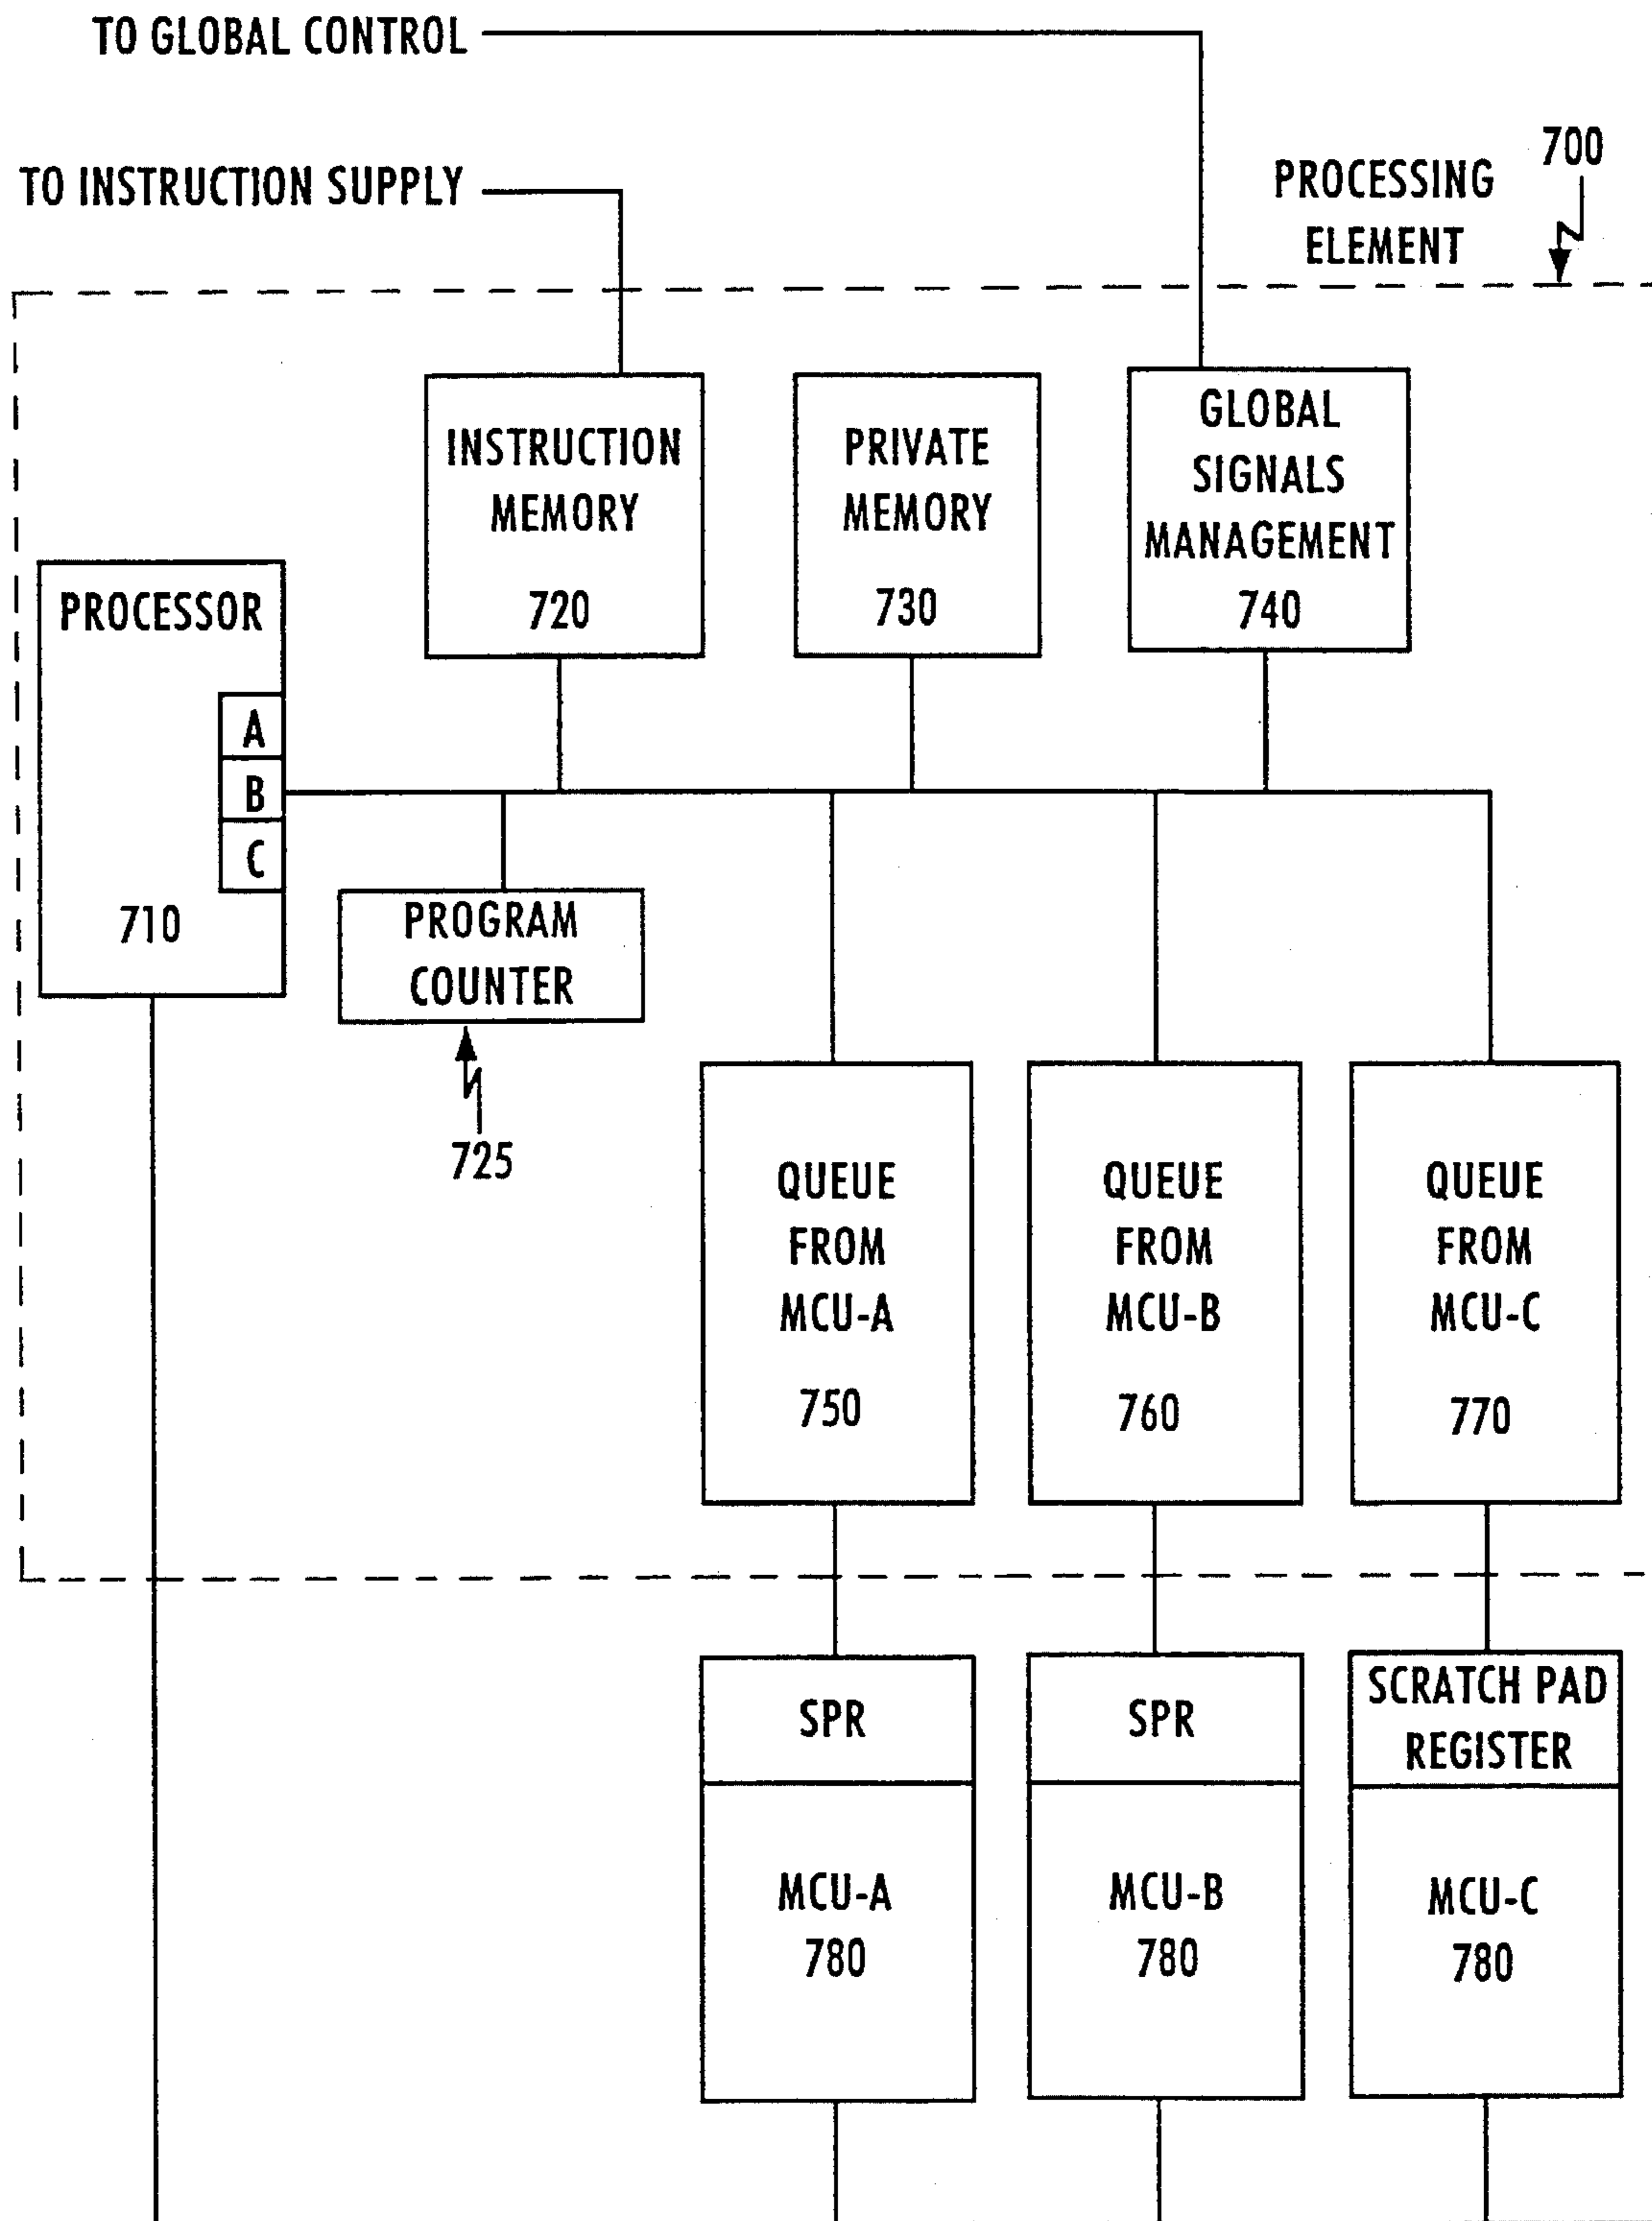 TO GLOBAL CONTROL
TO INSTRUCTION SUPPLY
PROCESSING
ELEMENT
700
INSTRUCTION
MEMORY
720
PRIVATE
MEMORY
730
GLOBAL
SIGNALS
MANAGEMENT
740
PROCESSOR
A
B
C
710
PROGRAM
COUNTER
725
QUEUE
FROM
MCU-A
750
QUEUE
FROM
MCU-B
760
QUEUE
FROM
MCU-C
770
SPR
MCU-A
780
SPR
MCU-B
780
SCRATCH PAD
REGISTER
MCU-C
780